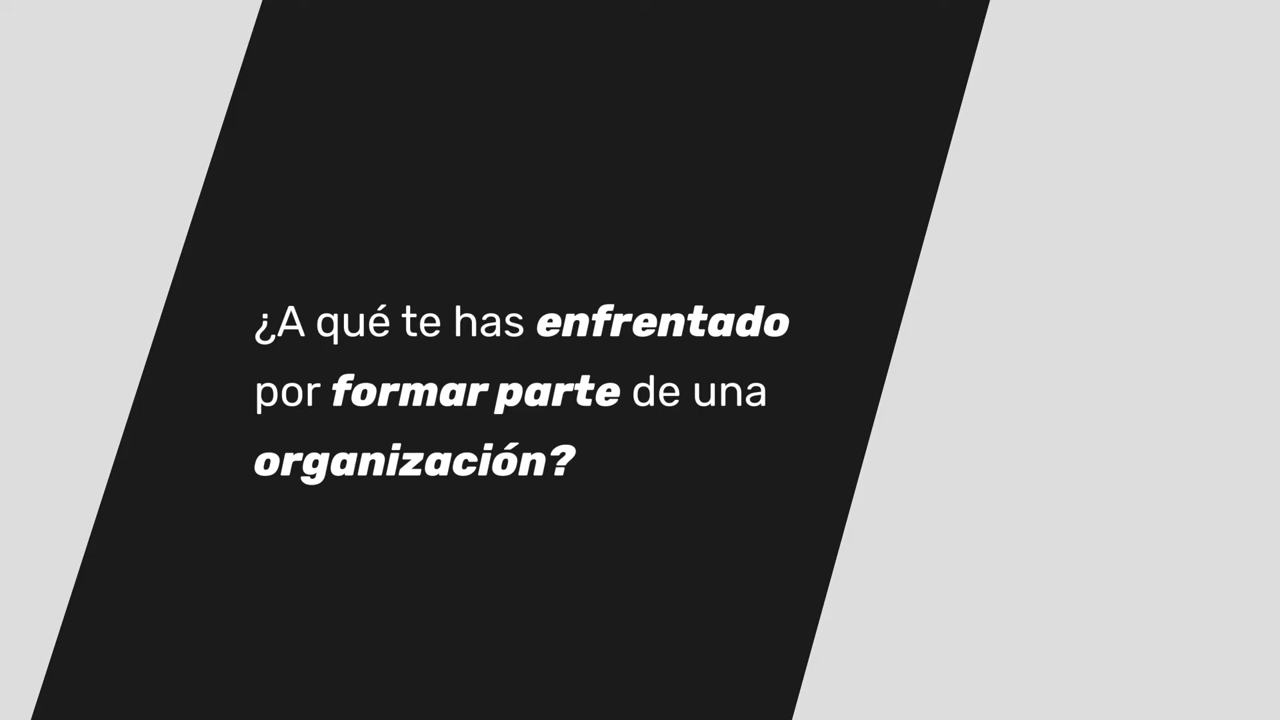 ¿A qué te has enfrentado
por formar parte de una
organización?